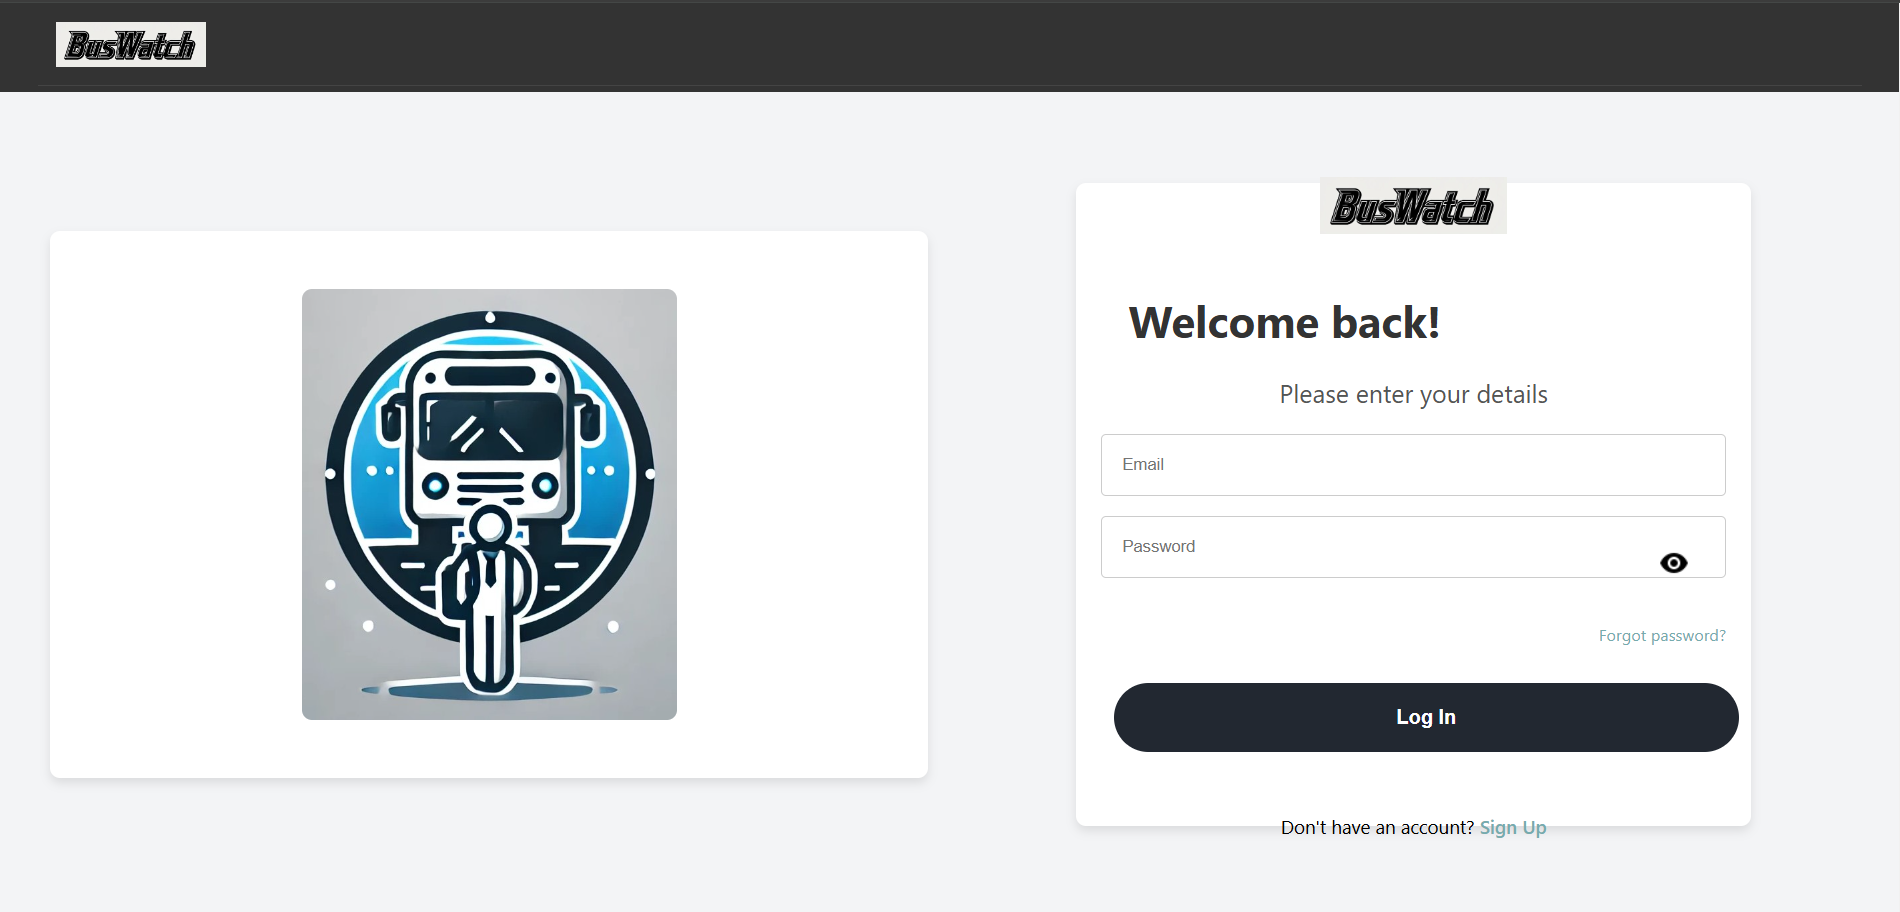 BusWatch
BusWatch
Welcome back!
Please enter your details
Email
Password
Forgot password?
Log In
Don't have an account? Sign Up